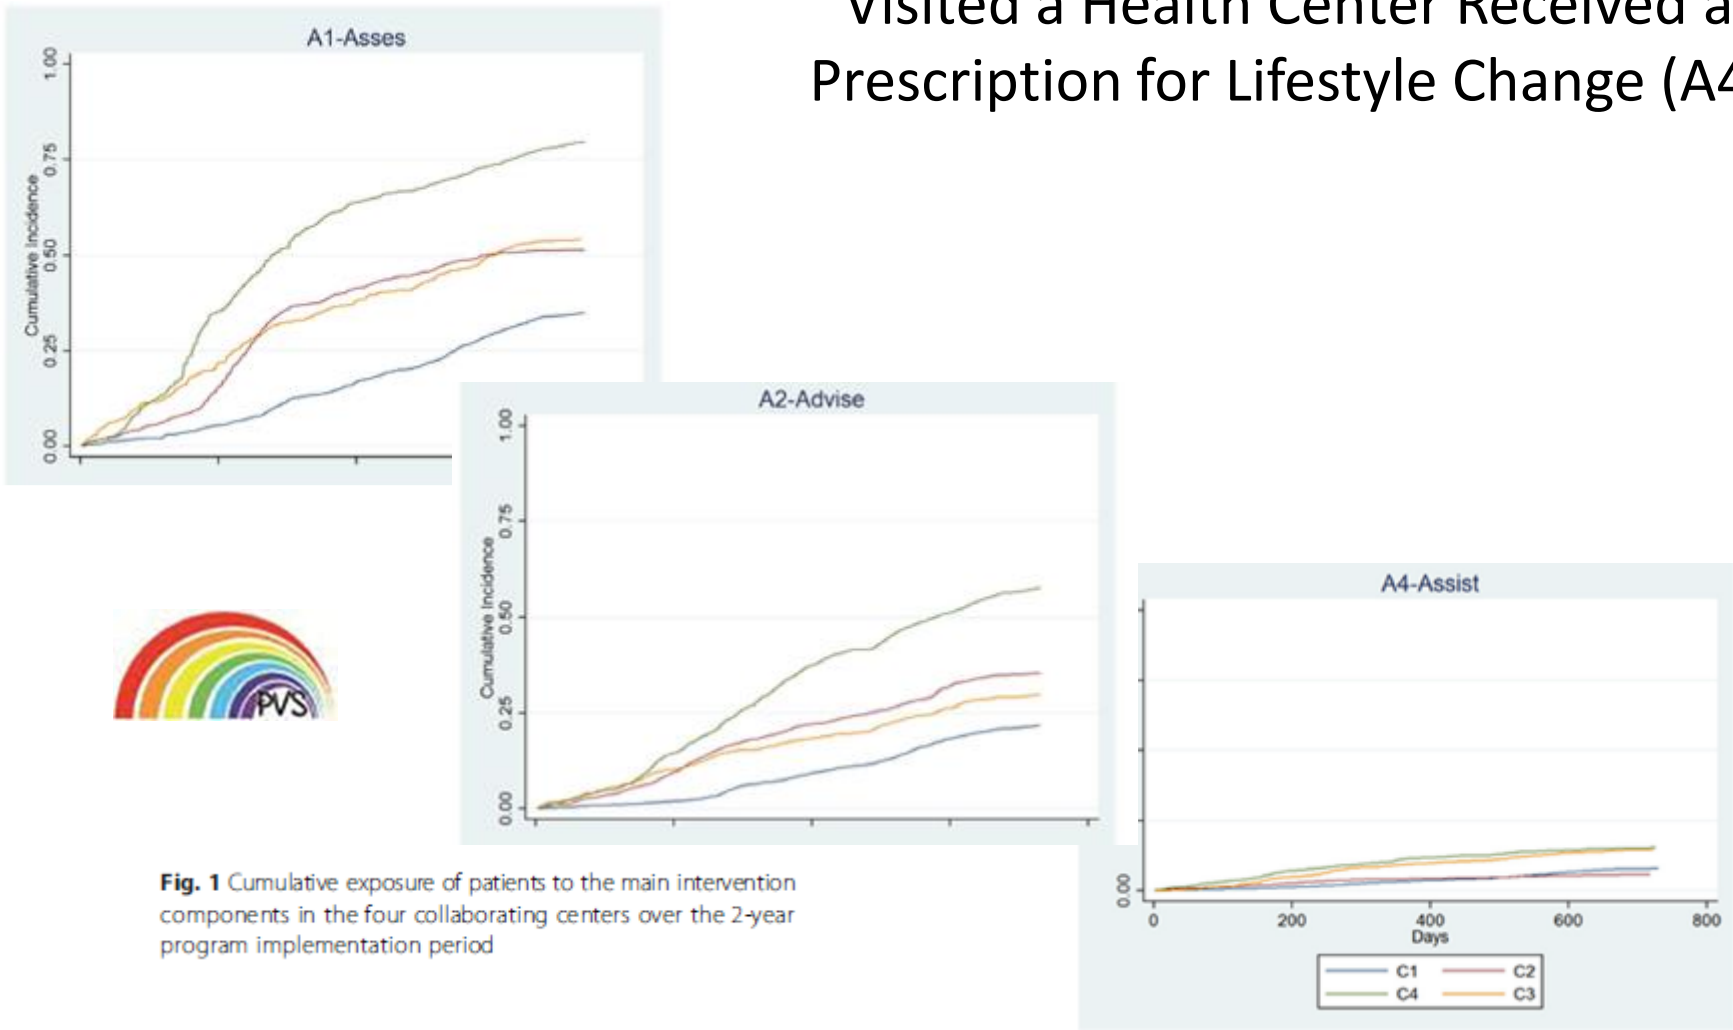 Visited a Health Center Received a
Prescription for Lifestyle Change (A4
A1-Asses
1.00
0.75
0.50
0.25
0.00
Cumulative Incidence
A2-Advise
1.00
0.75
0.50
0.25
0.00
Cumulative Incidence
A4-Assist
0.00
0 200 400 600 800
Days
C1 C2
C4 C3
PVS
Fig. 1 Cumulative exposure of patients to the main intervention
components in the four collaborating centers over the 2-year
program implementation period